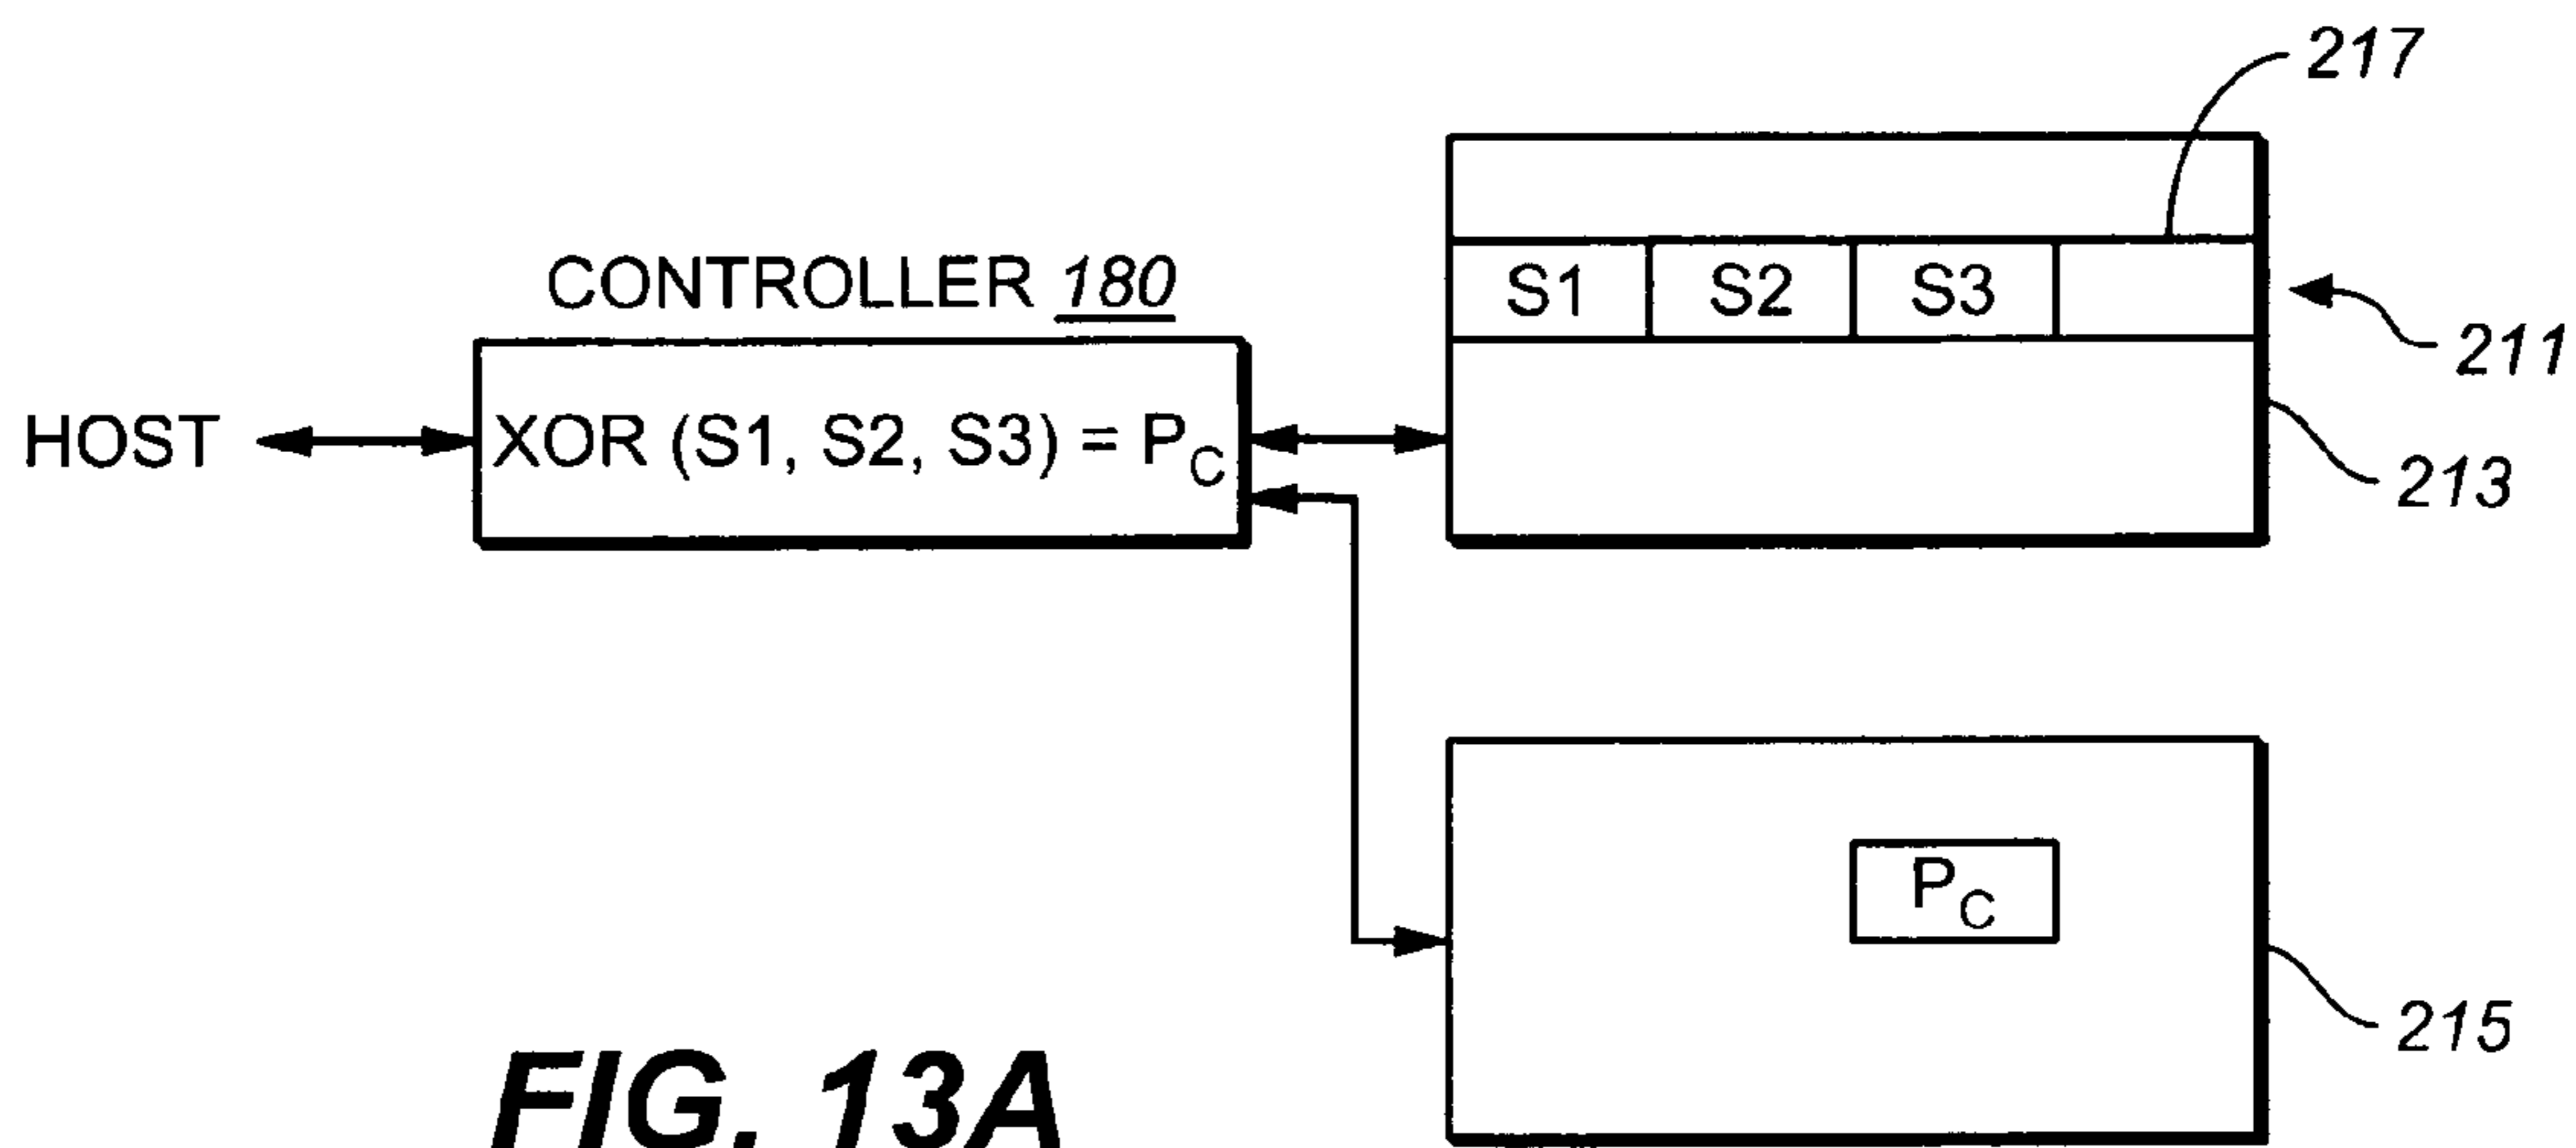 217
CONTROLLER 180
S1 S2 S3
211
HOST
XOR (S1, S2, S3) = PC
213
PC
215
FIG. 13A